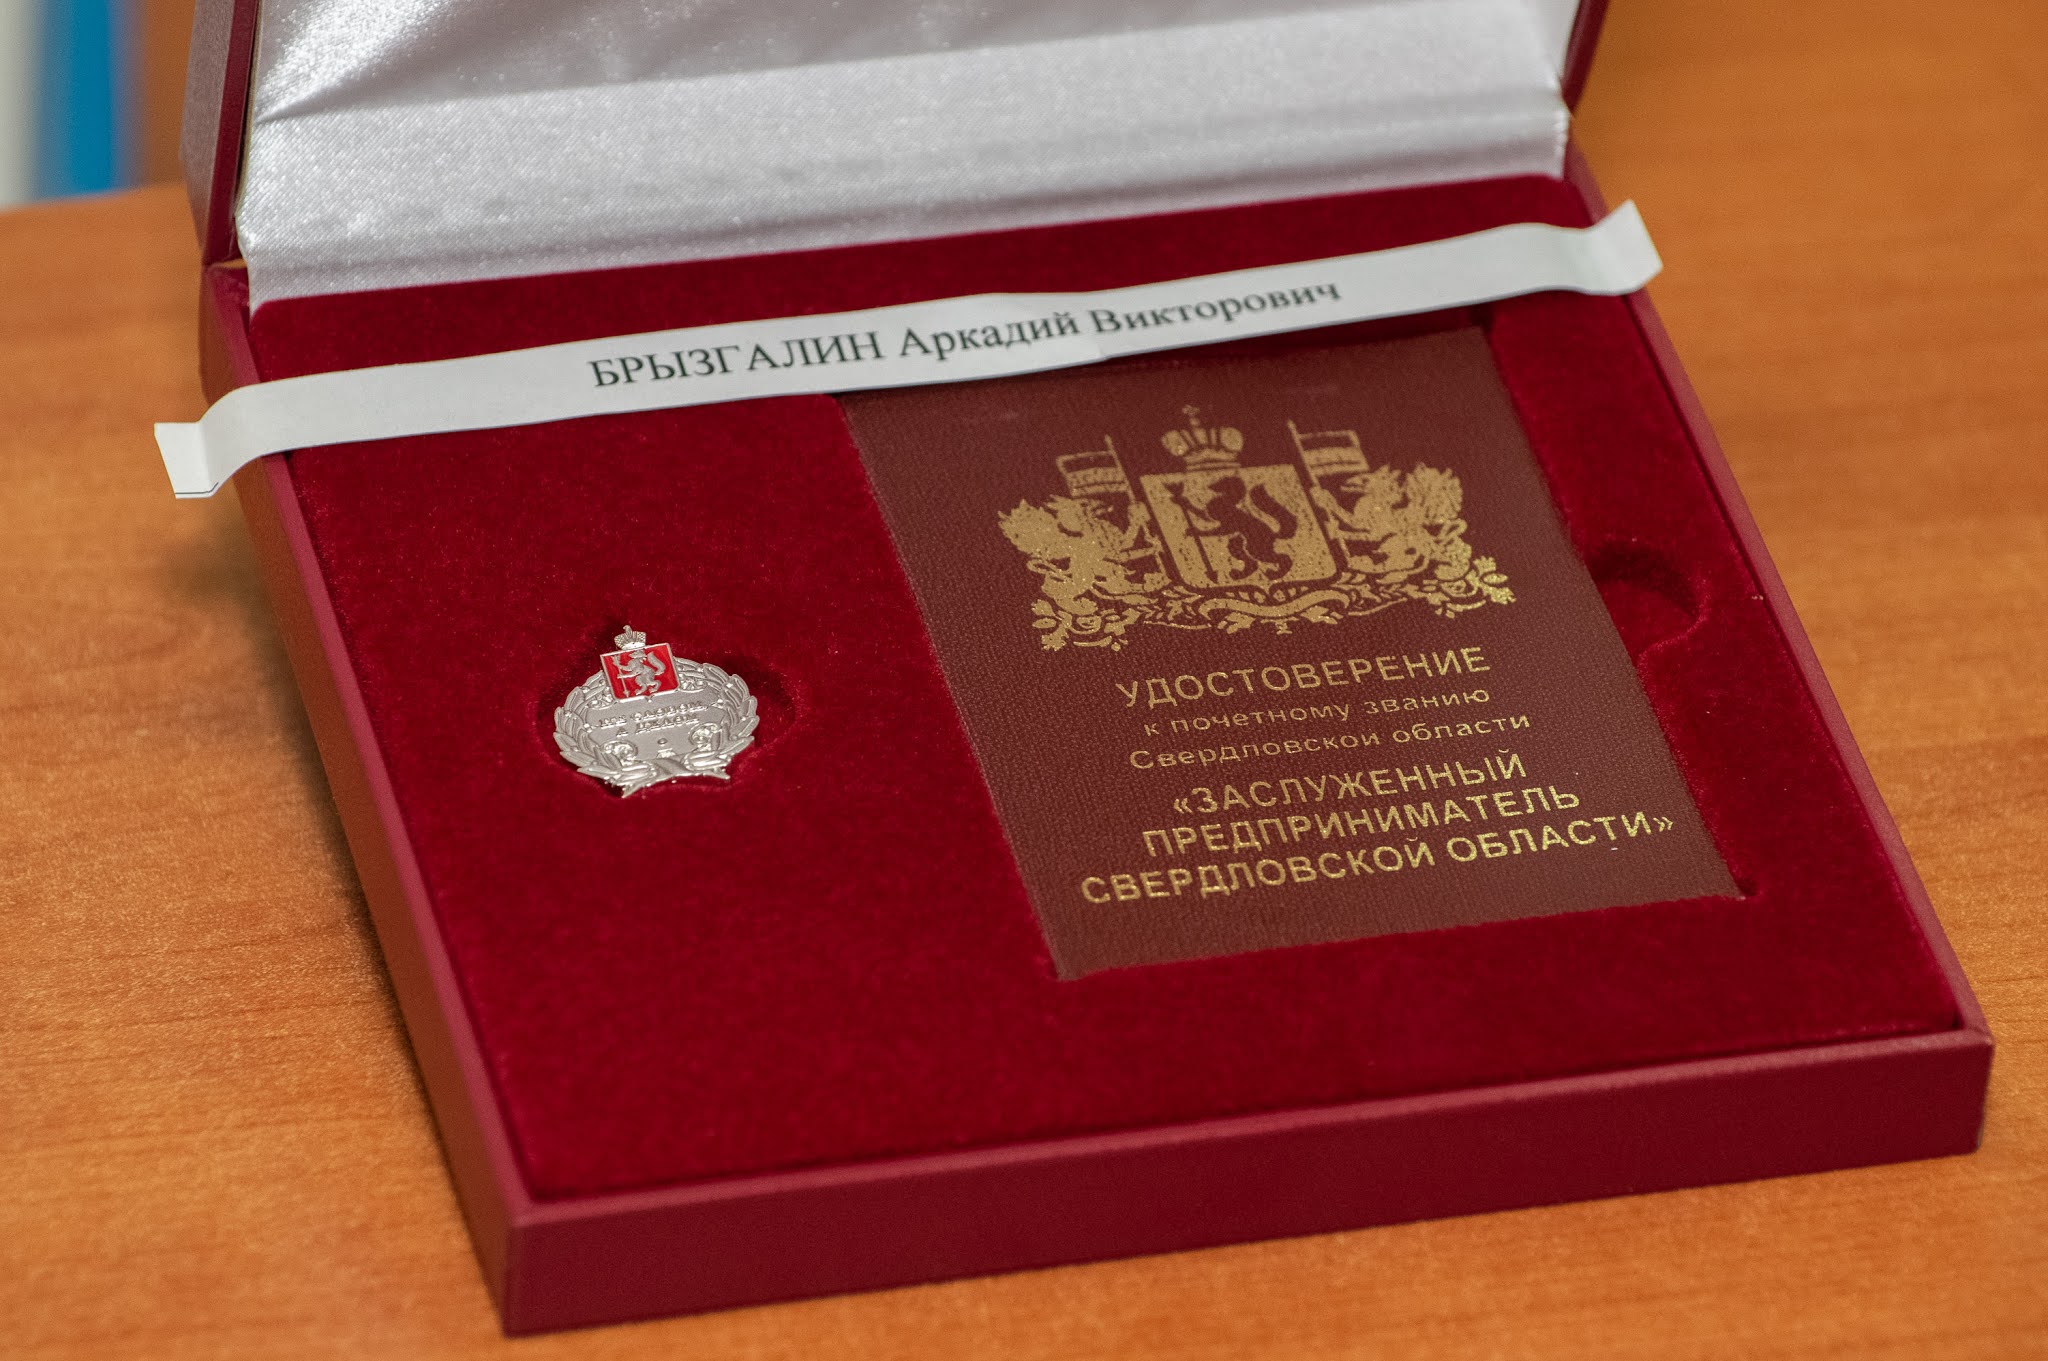 БРЫЗГАЛИН Аркадий Викторович
УДОСТОВЕРЕНИЕ
к почетному званию
Свердловской области
«ЗАСЛУЖЕННЫЙ
ПРЕДПРИНИМАТЕЛЬ
СВЕРДЛОВСКОЙ ОБЛАСТИ»